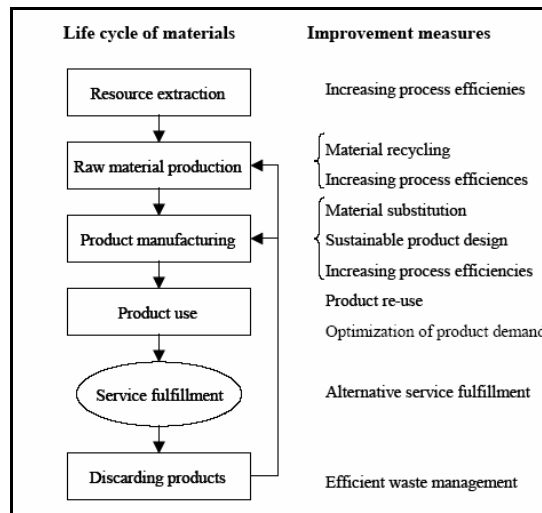 Life cycle of materials
Improvement measures
Resource extraction
Increasing process efficienies
Raw material production
Material recycling
Increasing process efficiences
Product manufacturing
Material substitution
Sustainable product design
Increasing process efficiencies
Product use
Product re-use
Optimization of product demand
Service fulfillment
Alternative service fulfillment
Discarding products
Efficient waste management